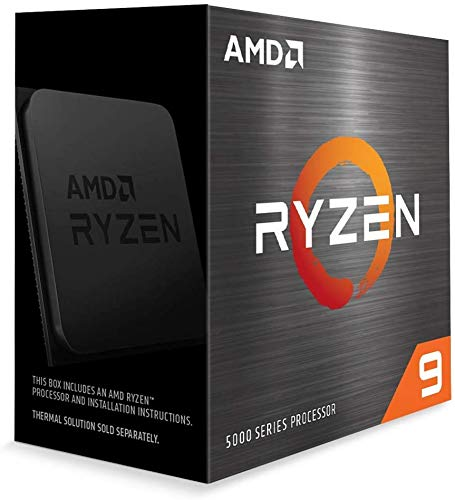 AMD
RYZEN
THIS BOX INCLUDES AN AMD RYZEN™
PROCESSOR AND INSTALLATION INSTRUCTIONS.
THERMAL SOLUTION SOLD SEPARATELY.
AMD
RYZEN
9
5000 SERIES PROCESSOR